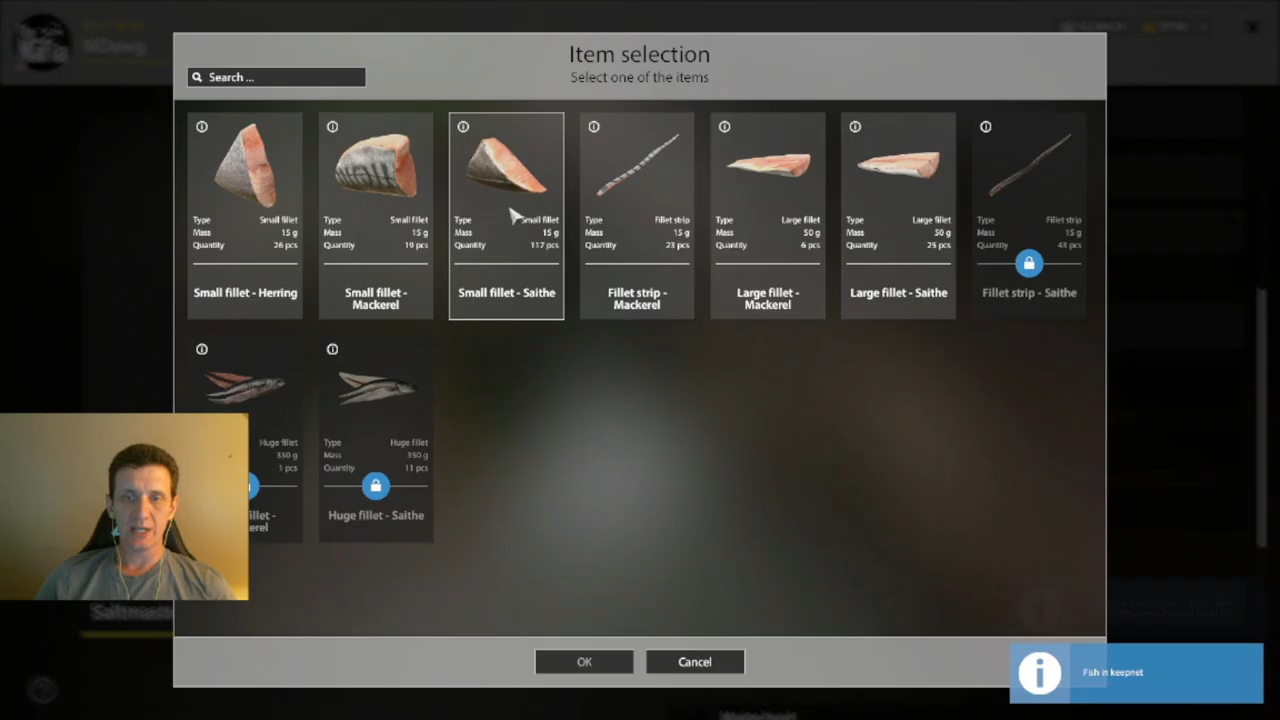 Item selection
Select one of the items
Search ...
Type Small fillet
Mass 15 g
Quantity 26 pcs
Small fillet - Herring
Type Small fillet
Mass 15 g
Quantity 19 pcs
Small fillet -
Mackerel
Type Small fillet
Mass 15 g
Quantity 117 pcs
Small fillet - Saithe
Type Fillet strip
Mass 15 g
Quantity 23 pcs
Fillet strip -
Mackerel
Type Large fillet
Mass 50 g
Quantity 6 pcs
Large fillet -
Mackerel
Type Large fillet
Mass 50 g
Quantity 25 pcs
Large fillet - Saithe
Type Fillet strip
Mass 15 g
Quantity 43 pcs
Fillet strip - Saithe
Huge fillet
350 g
1 pcs
Type Huge fillet
Mass 350 g
Quantity 11 pcs
Huge fillet - Saithe
OK
Cancel
Fish in keepnet